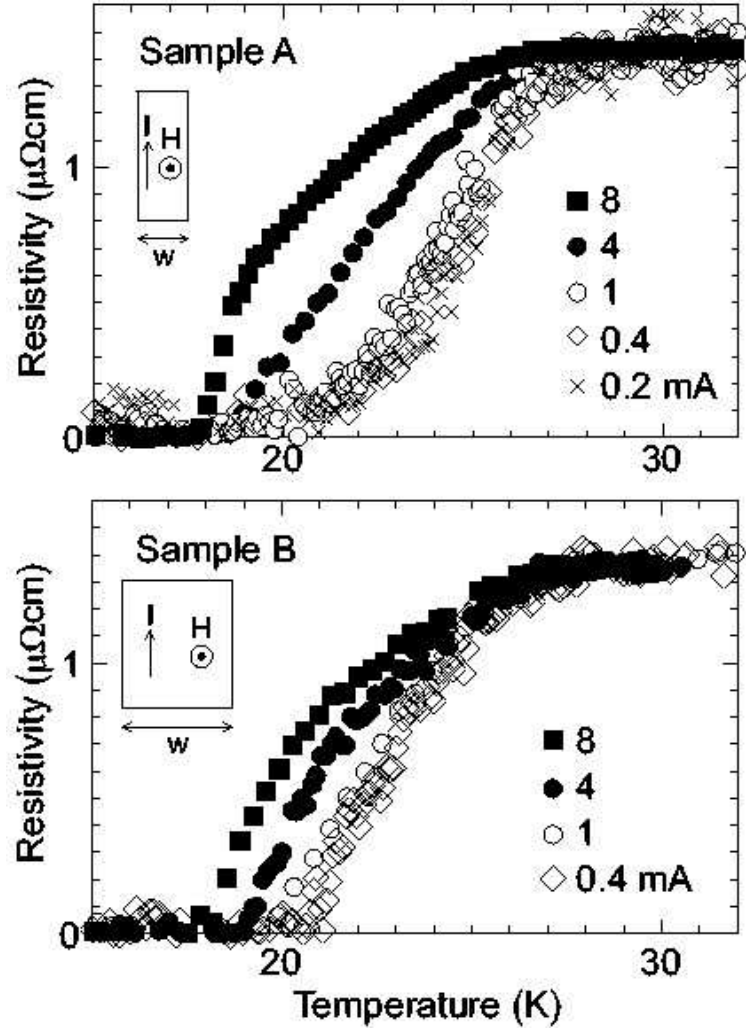 Sample A
I
H
w
Resistivity (μΩcm)
1
0
8
4
1
0.4
0.2 mA
20
30
Sample B
I
H
w
Resistivity (μΩcm)
1
0
8
4
1
0.4 mA
20
30
Temperature (K)